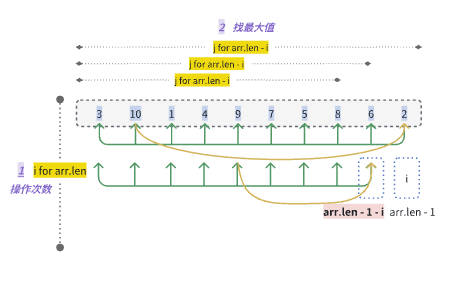 2 找最大值
j for arr.len - i
j for arr.len - i
j for arr.len - i
3 10 1 4 9 7 5 8 6 2
1 i for arr.len
操作次数
i
arr.len - 1 - i arr.len - 1